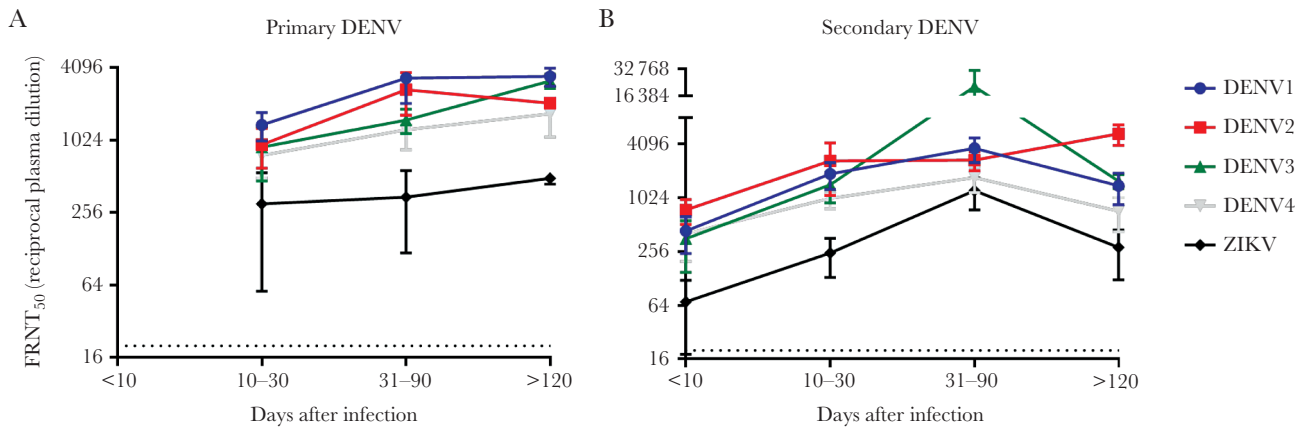 A
Primary DENV
FRNT50 (reciprocal plasma dilution)
4096
1024
256
64
16
<10
10–30
31–90
>120
Days after infection
B
Secondary DENV
32 768
16 384
4096
1024
256
64
16
<10
10–30
31–90
>120
Days after infection
DENV1
DENV2
DENV3
DENV4
ZIKV